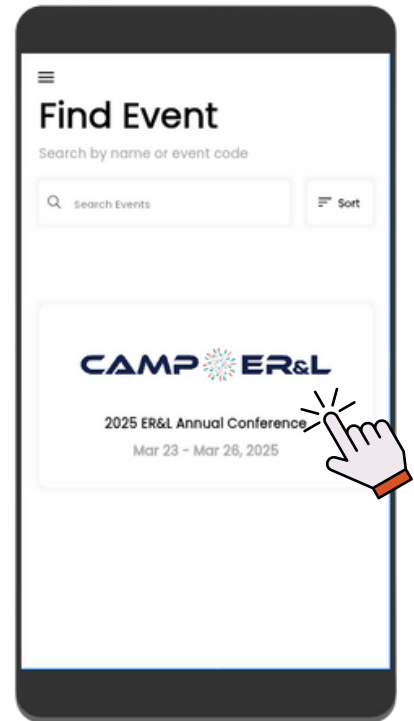 Find Event
Search by name or event code
Search Events
Sort
CAMP ER&L
2025 ER&L Annual Conference
Mar 23 - Mar 26, 2025